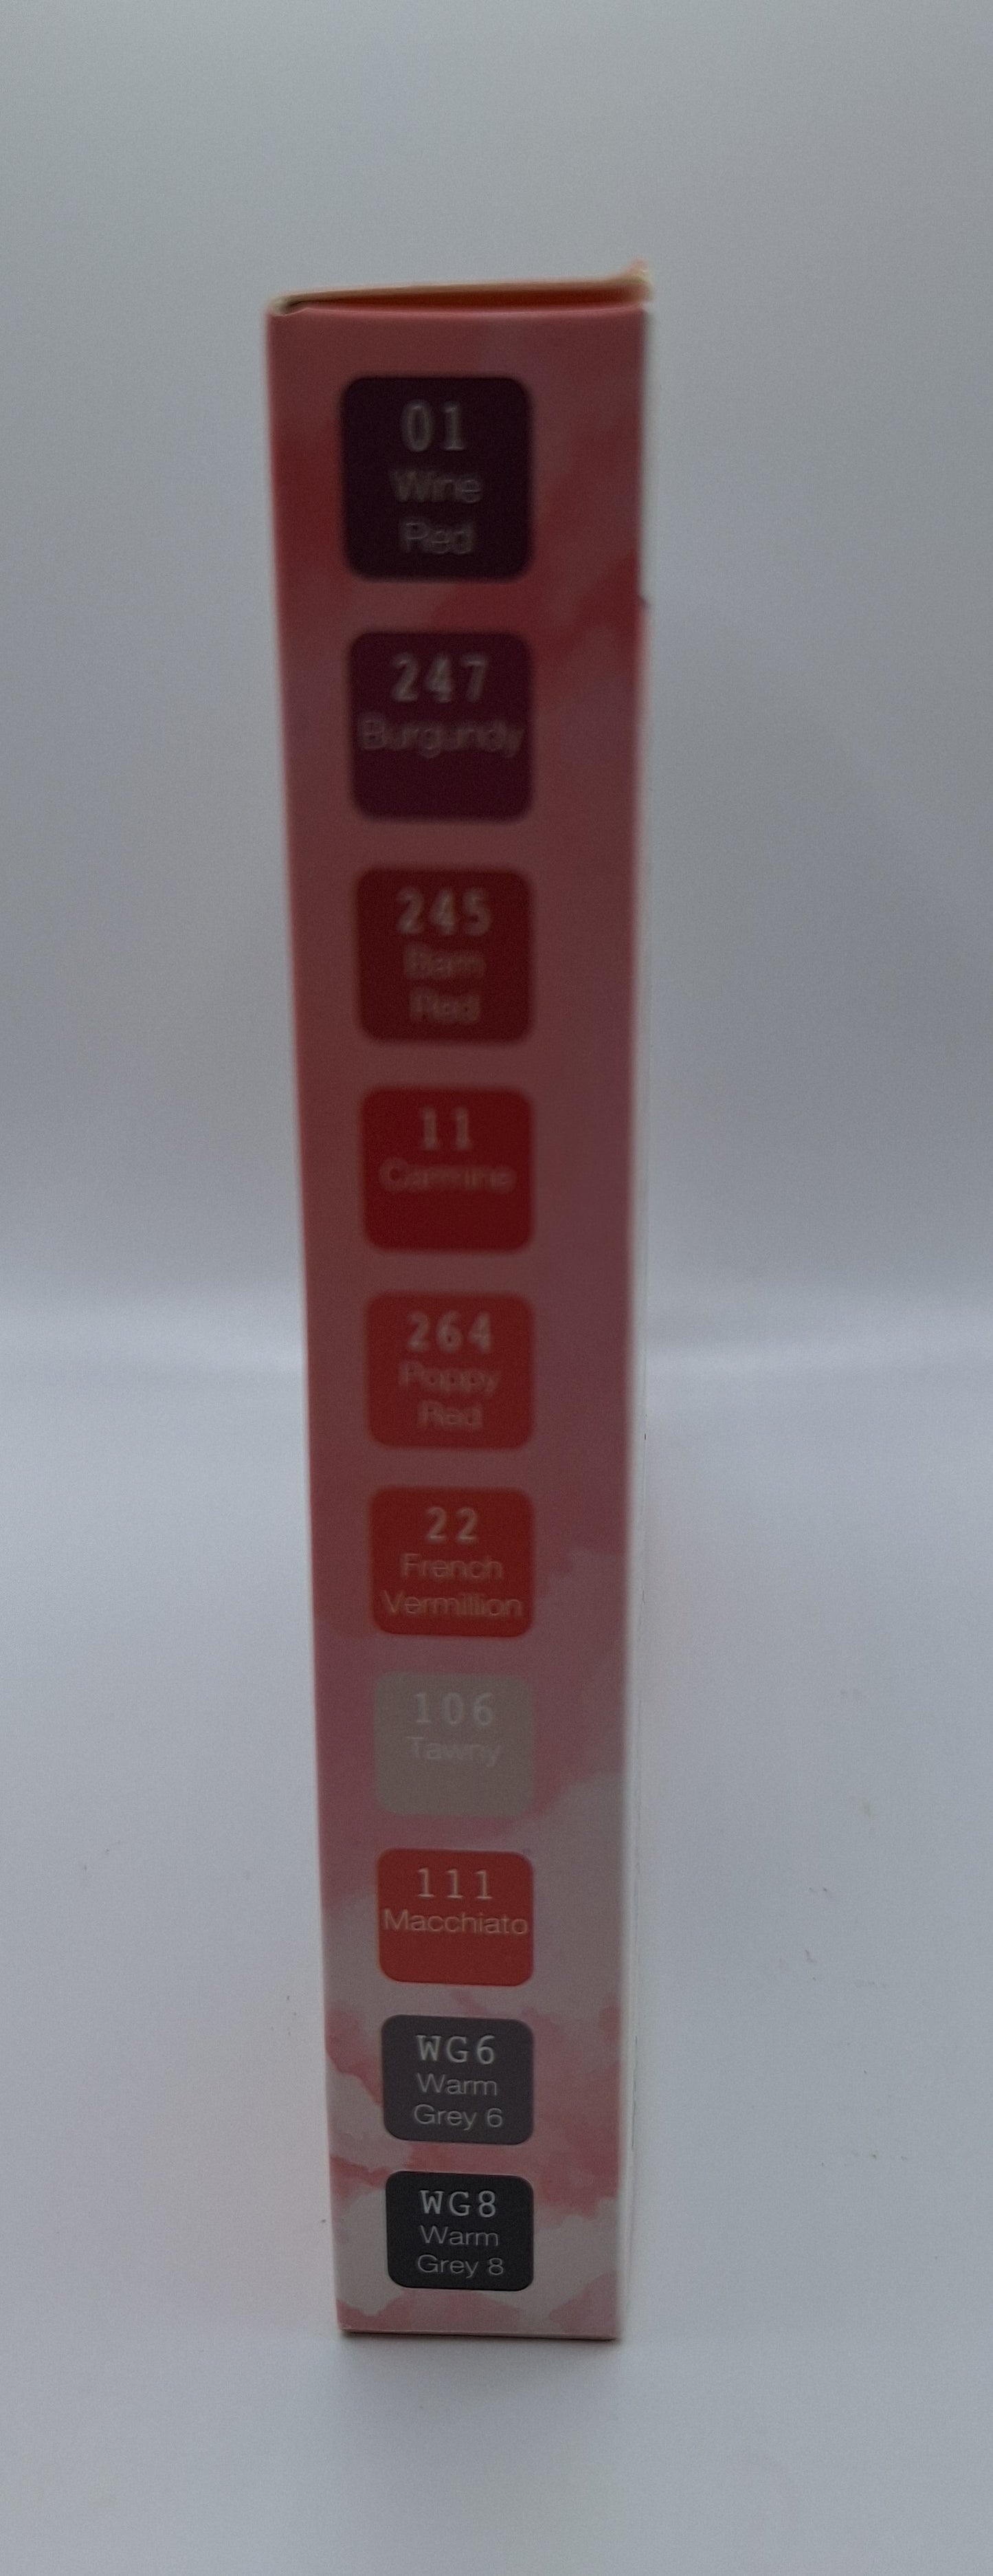 01
Wine
Red
247
Burgundy
245
Barn
Red
11
Carmine
264
Poppy
Red
22
French
Vermillion
106
Tawny
111
Macchiato
WG6
Warm
Grey 6
WG8
Warm
Grey 8